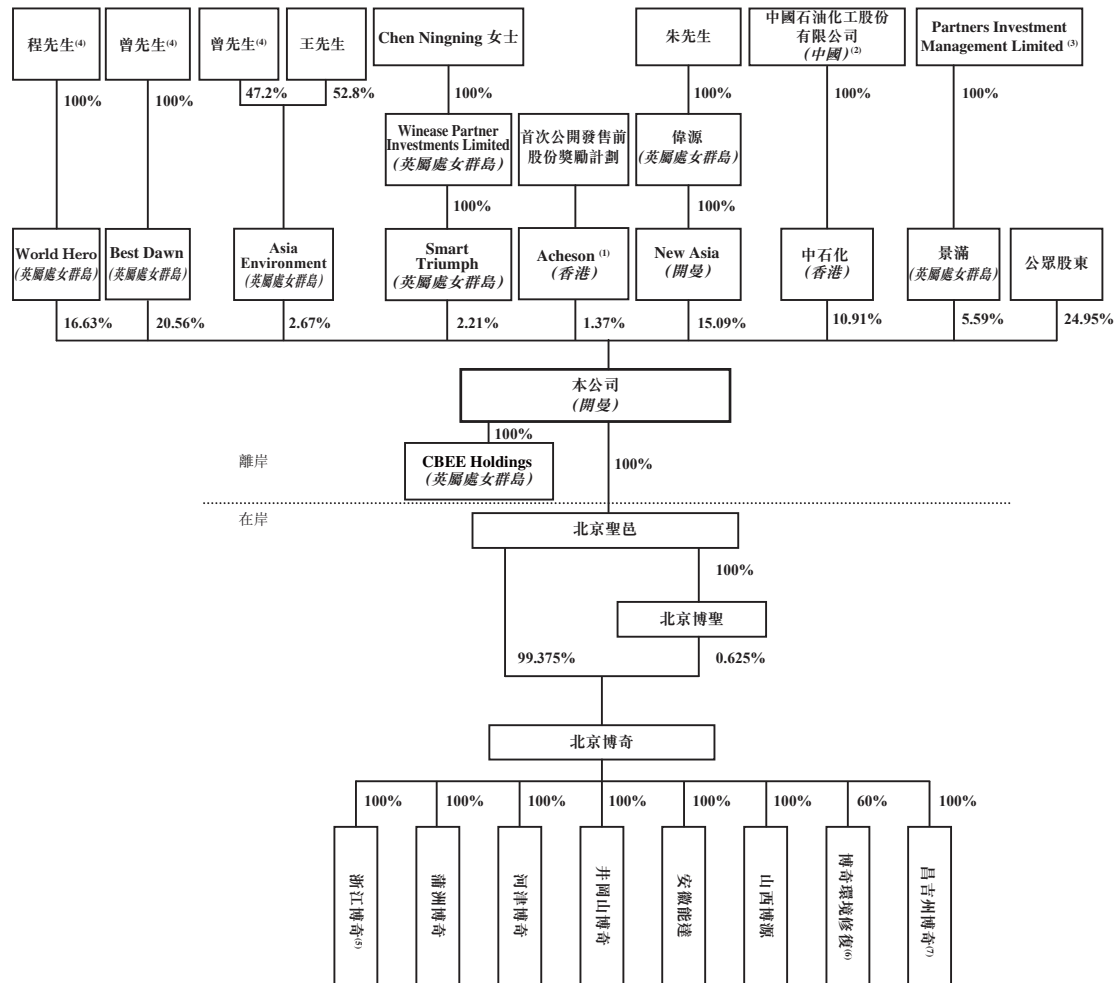 程先生(4)
曾先生(4)
曾先生(4)
王先生
Chen Ningning 女士
朱先生
中國石油化工股份
有限公司
(中國)(2)
Partners Investment
Management Limited (3)
100%
100%
47.2%
52.8%
100%
100%
100%
100%
Winease Partner
Investments Limited
(英屬處女群島)
首次公開發售前
股份獎勵計劃
偉源
(英屬處女群島)
100%
100%
World Hero
(英屬處女群島)
Best Dawn
(英屬處女群島)
Asia
Environment
(英屬處女群島)
Smart
Triumph
(英屬處女群島)
Acheson (1)
(香港)
New Asia
(開曼)
中石化
(香港)
景滿
(英屬處女群島)
公眾股東
16.63%
20.56%
2.67%
2.21%
1.37%
15.09%
10.91%
5.59%
24.95%
本公司
(開曼)
100%
CBEE Holdings
(英屬處女群島)
100%
離岸
在岸
北京聖邑
100%
北京博聖
99.375%
0.625%
北京博奇
100%
100%
100%
100%
100%
100%
60%
100%
浙江博奇(5)
蒲洲博奇
河津博奇
井岡山博奇
安徽能達
山西博源
博奇環境修復(6)
昌吉州博奇(7)